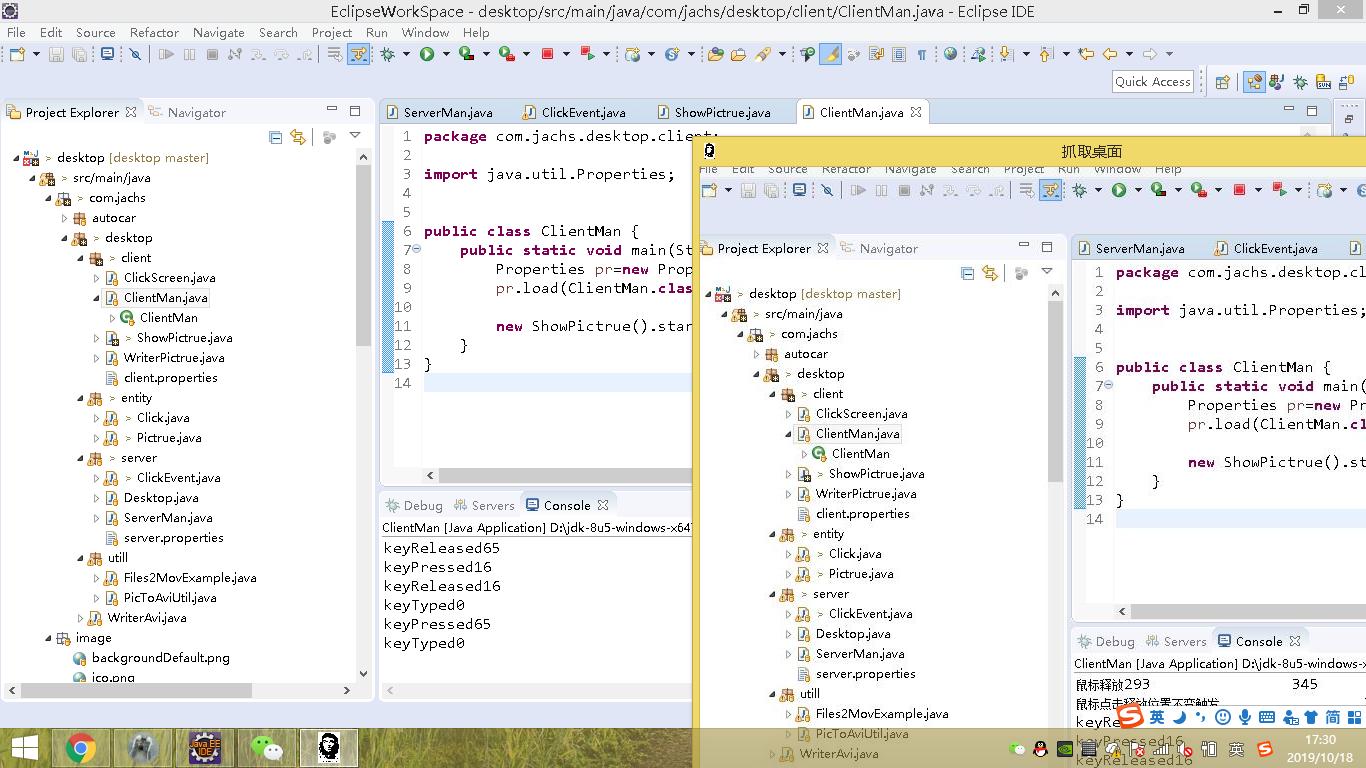 EclipseWorkSpace - desktop/src/main/java/com/jachs/desktop/client/ClientMan.java - Eclipse IDE
File Edit Source Refactor Navigate Search Project Run Window Help
Quick Access
Project Explorer Navigator
> desktop [desktop master]
> src/main/java
> com.jachs
autocar
> desktop
> client
ClickScreen.java
ClientMan.java
ClientMan
> ShowPictrue.java
WriterPictrue.java
client.properties
> entity
> Click.java
> Pictrue.java
> server
> ClickEvent.java
Desktop.java
ServerMan.java
server.properties
utill
Files2MovExample.java
PicToAviUtil.java
WriterAvi.java
image
backgroundDefault.png
ico.png
ServerMan.java ClickEvent.java ShowPictrue.java ClientMan.java
1 package com.jachs.desktop.client;
2
3 import java.util.Properties;
4
5
6 public class ClientMan {
7 public static void main(St
8 Properties pr=new Prop
9 pr.load(ClientMan.clas
10
11 new ShowPictrue().star
12 }
13 }
14
Debug Servers Console
ClientMan [Java Application] D:\jdk-8u5-windows-x64
keyReleased65
keyPressed16
keyReleased16
keyTyped0
keyPressed65
keyTyped0
抓取桌面
File Edit Source Refactor Navigate Search Project Run Window Help
Project Explorer Navigator
> desktop [desktop master]
> src/main/java
> com.jachs
autocar
> desktop
> client
ClickScreen.java
ClientMan.java
ClientMan
> ShowPictrue.java
WriterPictrue.java
client.properties
> entity
> Click.java
> Pictrue.java
> server
> ClickEvent.java
Desktop.java
ServerMan.java
server.properties
utill
Files2MovExample.java
PicToAviUtil.java
WriterAvi.java
ServerMan.java ClickEvent.java
1 package com.jachs.desktop.cl
2
3 import java.util.Properties;
4
5
6 public class ClientMan {
7 public static void main(
8 Properties pr=new Pr
9 pr.load(ClientMan.cl
10
11 new ShowPictrue().st
12 }
13 }
14
Debug Servers Console
ClientMan [Java Application] D:\jdk-8u5-windows-x
鼠标释放293 345
鼠标点击释放位置不变触发
keyPressed16
keyReleased16
英 简
Java EE
IDE
英
17:30
2019/10/18